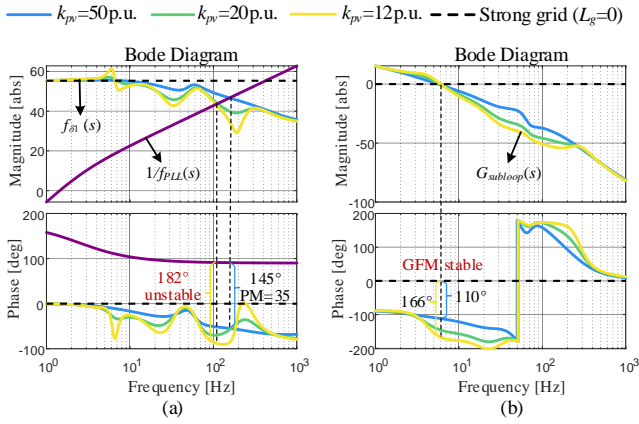 k_pv=50p.u. k_pv=20p.u. k_pv=12p.u. Strong grid (L_g=0)
Bode Diagram
Magnitude [abs]
60
40
20
0
f_δ1(s)
1/f_PLL(s)
Phase [deg]
200
100
0
-100
182°
unstable
145°
PM=35
10^0 10^1 10^2 10^3
Frequency [Hz]
(a)
Bode Diagram
Magnitude [abs]
0
-50
-100
G_subloop(s)
Phase [deg]
200
100
0
-100
-200
GFM stable
166°
110°
10^0 10^1 10^2 10^3
Frequency [Hz]
(b)